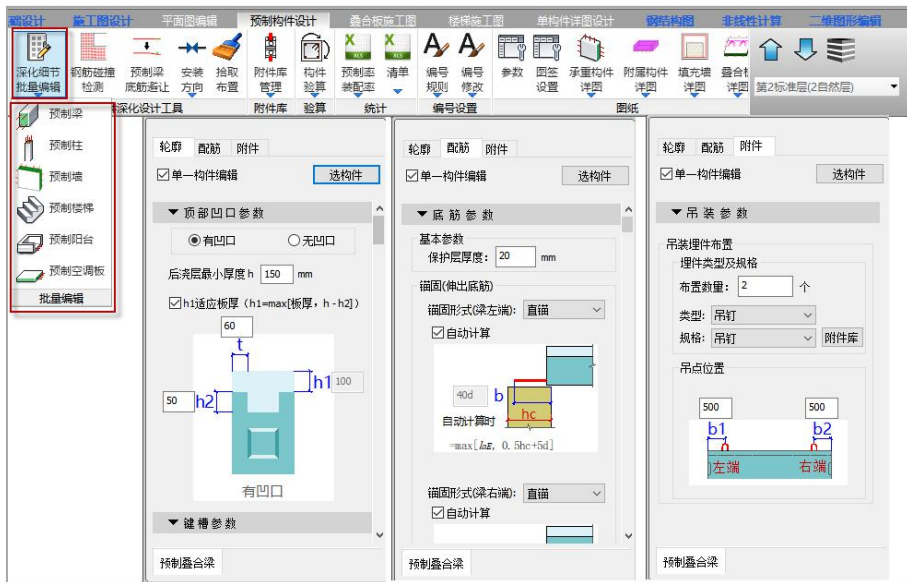 础设计 施工图设计 平面图编辑 预制构件设计 叠合板施工图 楼梯施工图 单构件详图设计 钢结构图 非线性计算 二维图形编辑
深化细节 批量编辑
钢筋碰撞 检测
预制梁 底筋避让
安装 方向
拾取 布置
附件库 管理
构件 验算
预制率 装配率
清单
编号 规则
编号 修改
参数
图签 设置
承重构件 详图
附属构件 详图
填充墙 详图
叠合板 详图
第2标准层(2自然层)
深化设计工具 附件库 验算 统计 编号设置 图纸
预制梁
预制柱
预制墙
预制楼梯
预制阳台
预制空调板
批量编辑
轮廓 配筋 附件
单一构件编辑 选构件
顶部凹口参数
有凹口 无凹口
后浇层最小厚度h 150 mm
h1适应板厚（h1=max[板厚，h-h2]）
60
t
h1 100
50 h2
有凹口
键槽参数
预制叠合梁
轮廓 配筋 附件
单一构件编辑 选构件
底筋参数
基本参数
保护层厚度： 20 mm
锚固(伸出底筋)
锚固形式(梁左端)： 直锚
自动计算
40d b
hc
自动计算时
=max[laE, 0.5hc+5d]
锚固形式(梁右端)： 直锚
自动计算
预制叠合梁
轮廓 配筋 附件
单一构件编辑 选构件
吊装参数
吊装埋件布置
埋件类型及规格
布置数量： 2 个
类型： 吊钉
规格： 吊钉 附件库
吊点位置
500 500
b1 b2
左端 右端
预制叠合梁